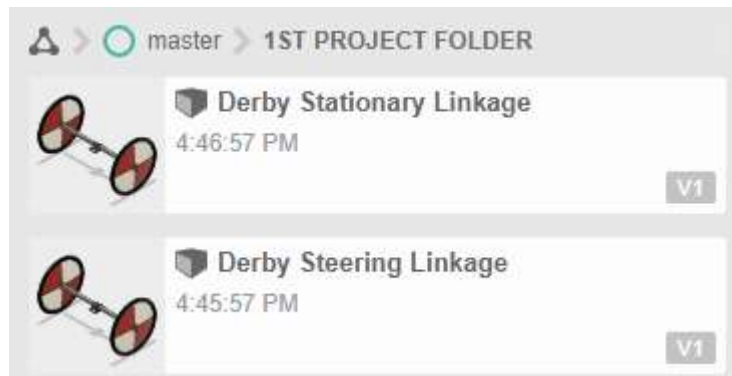 master > 1ST PROJECT FOLDER
Derby Stationary Linkage
4:46:57 PM
V1
Derby Steering Linkage
4:45:57 PM
V1